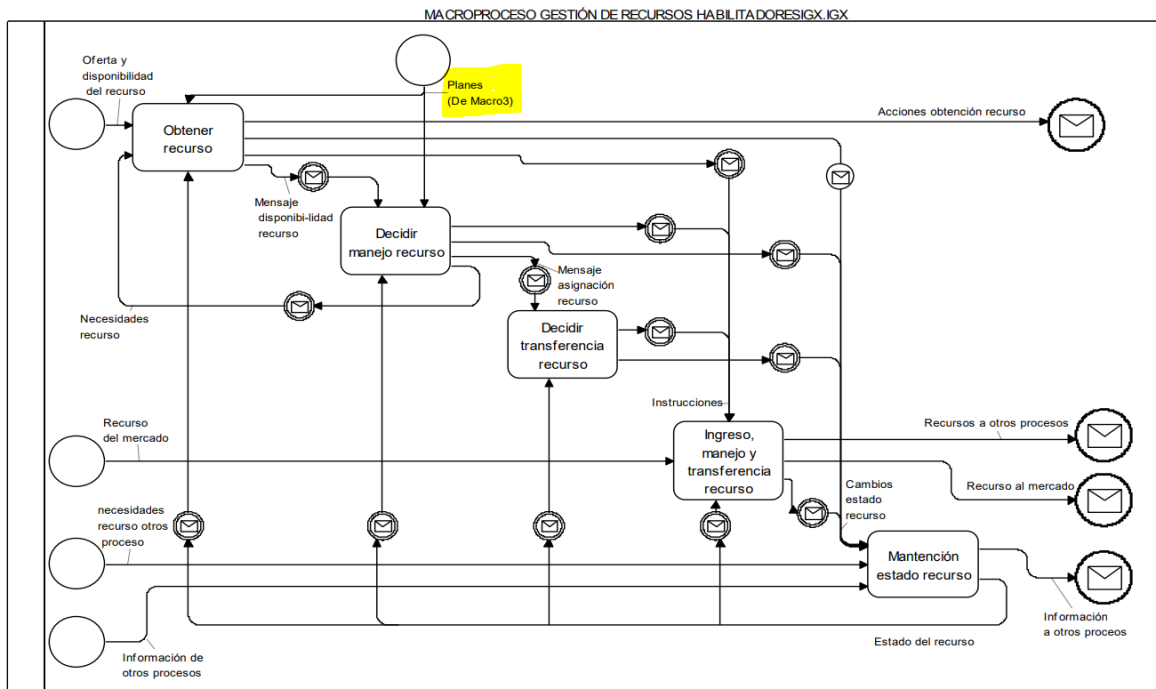 MACROPROCESO GESTIÓN DE RECURSOS HABILITADORESIGX.IGX
Oferta y
disponibilidad
del recurso
Planes
(De Macro3)
Obtener
recurso
Acciones obtención recurso
Mensaje
disponibi-lidad
recurso
Decidir
manejo recurso
Mensaje
asignación
recurso
Necesidades
recurso
Decidir
transferencia
recurso
Instrucciones
Recurso
del mercado
Ingreso,
manejo y
transferencia
recurso
Recursos a otros procesos
Recurso al mercado
Cambios
estado
recurso
necesidades
recurso otros
proceso
Mantención
estado recurso
Información
a otros proceos
Estado del recurso
Información de
otros procesos